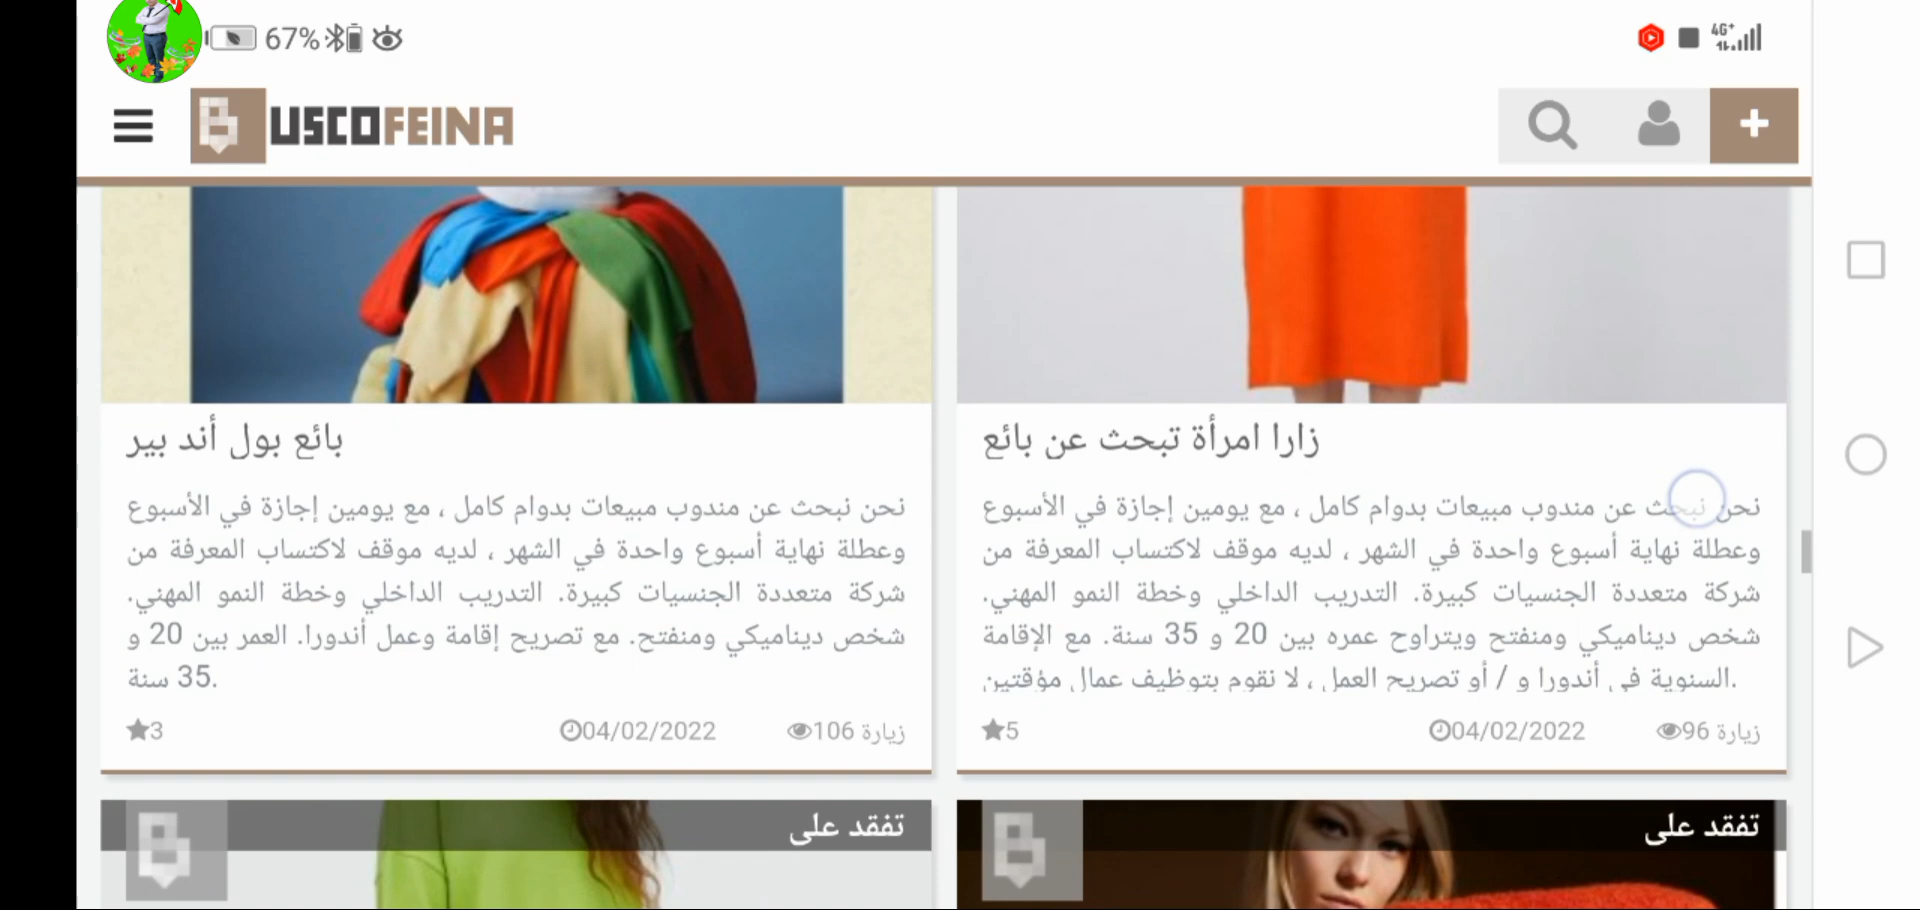 67%
4G+
BUSCOFEINA
بائع بول أند بير
نحن نبحث عن مندوب مبيعات بدوام كامل ، مع يومين إجازة في الأسبوع
وعطلة نهاية أسبوع واحدة في الشهر ، لديه موقف لاكتساب المعرفة من
شركة متعددة الجنسيات كبيرة. التدريب الداخلي وخطة النمو المهني.
شخص ديناميكي ومنفتح. مع تصريح إقامة وعمل أندورا. العمر بين 20 و
35 سنة.
3
04/02/2022
106 زيارة
زارا امرأة تبحث عن بائع
نحن نبحث عن مندوب مبيعات بدوام كامل ، مع يومين إجازة في الأسبوع
وعطلة نهاية أسبوع واحدة في الشهر ، لديه موقف لاكتساب المعرفة من
شركة متعددة الجنسيات كبيرة. التدريب الداخلي وخطة النمو المهني.
شخص ديناميكي ومنفتح ويتراوح عمره بين 20 و 35 سنة. مع الإقامة
السنوية في أندورا و / أو تصريح العمل ، لا نقوم بتوظيف عمال مؤقتين.
5
04/02/2022
96 زيارة
تفقد على
تفقد على